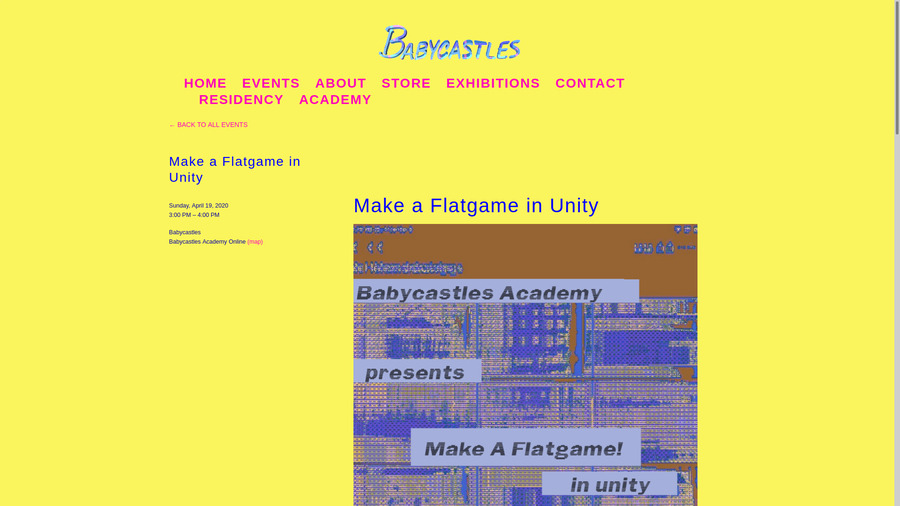 BABYCASTLES
HOME EVENTS ABOUT STORE EXHIBITIONS CONTACT
RESIDENCY ACADEMY
← BACK TO ALL EVENTS
Make a Flatgame in
Unity
Sunday, April 19, 2020
3:00 PM – 4:00 PM
Babycastles
Babycastles Academy Online (map)
Make a Flatgame in Unity
Babycastles Academy
presents
Make A Flatgame!
in unity